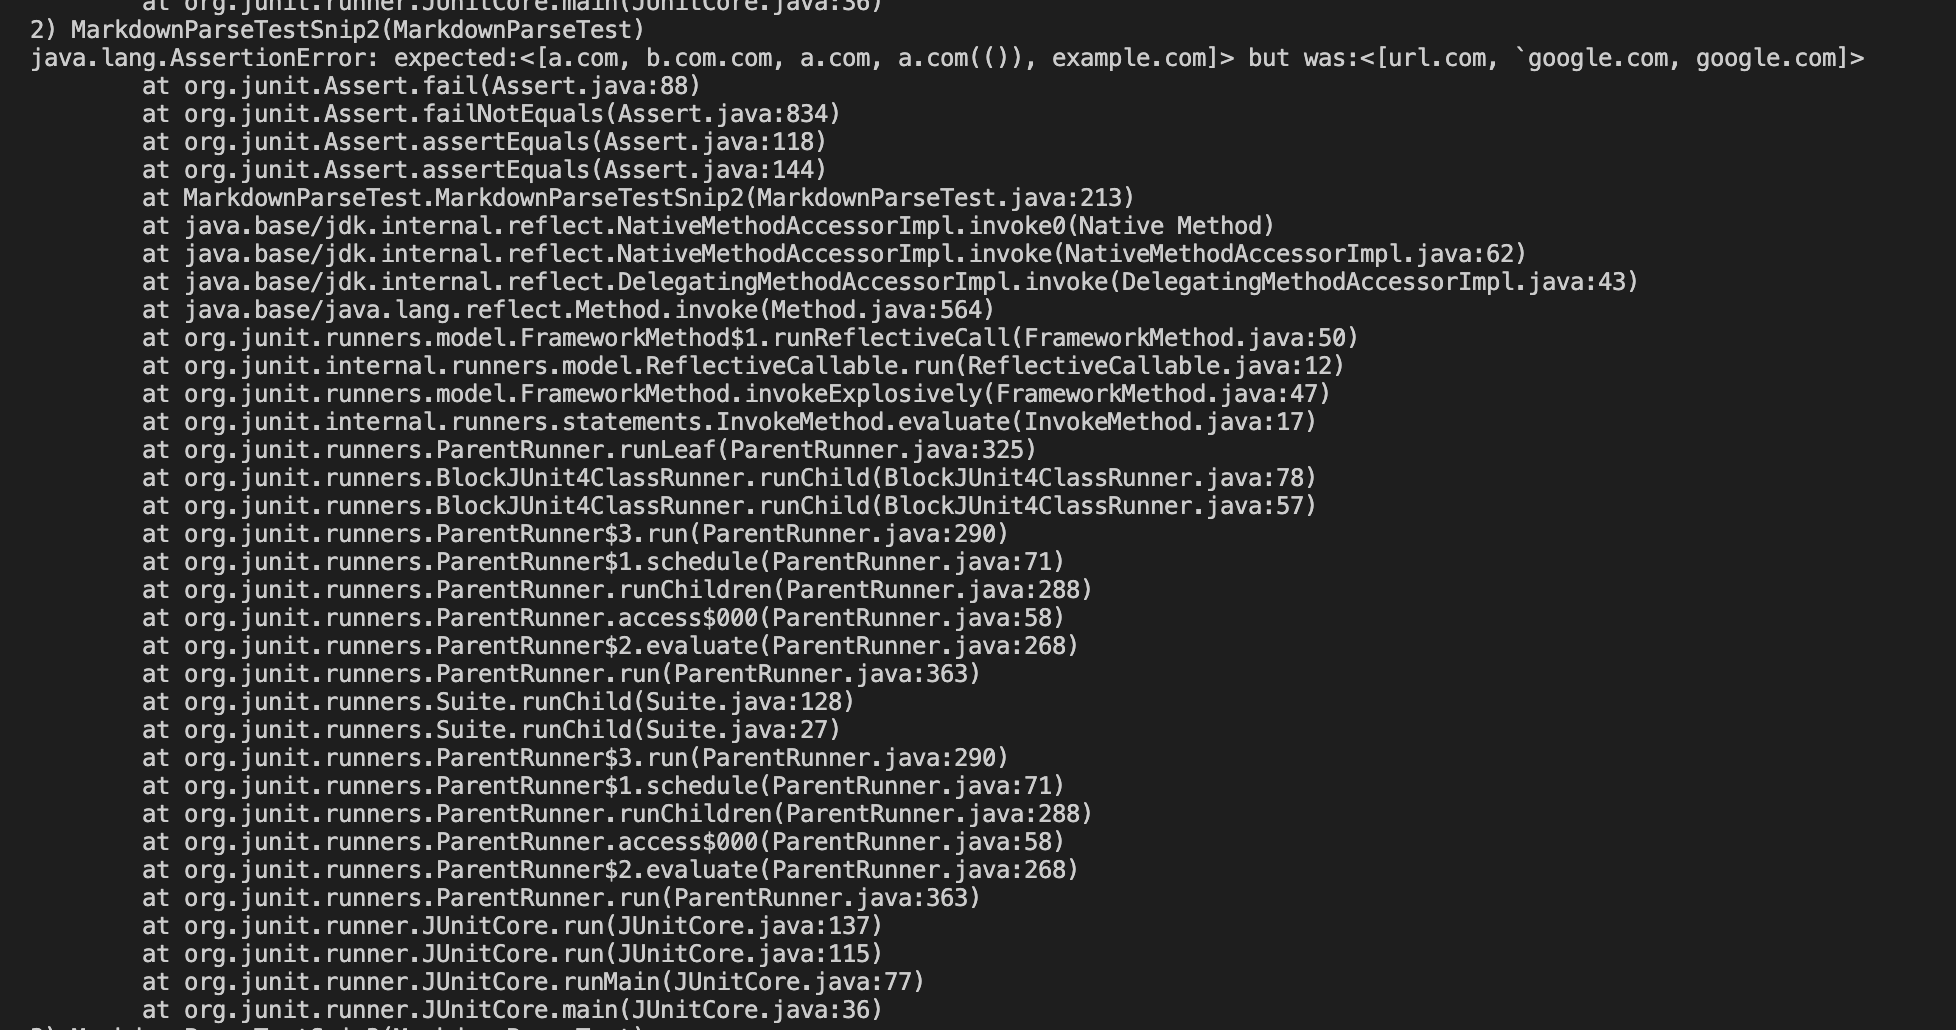 at org.junit.runner.JUnitCore.main(JUnitCore.java:36)
2) MarkdownParseTestSnip2(MarkdownParseTest)
java.lang.AssertionError: expected:<[a.com, b.com.com, a.com, a.com(()), example.com]> but was:<[url.com, `google.com, google.com]>
at org.junit.Assert.fail(Assert.java:88)
at org.junit.Assert.failNotEquals(Assert.java:834)
at org.junit.Assert.assertEquals(Assert.java:118)
at org.junit.Assert.assertEquals(Assert.java:144)
at MarkdownParseTest.MarkdownParseTestSnip2(MarkdownParseTest.java:213)
at java.base/jdk.internal.reflect.NativeMethodAccessorImpl.invoke0(Native Method)
at java.base/jdk.internal.reflect.NativeMethodAccessorImpl.invoke(NativeMethodAccessorImpl.java:62)
at java.base/jdk.internal.reflect.DelegatingMethodAccessorImpl.invoke(DelegatingMethodAccessorImpl.java:43)
at java.base/java.lang.reflect.Method.invoke(Method.java:564)
at org.junit.runners.model.FrameworkMethod$1.runReflectiveCall(FrameworkMethod.java:50)
at org.junit.internal.runners.model.ReflectiveCallable.run(ReflectiveCallable.java:12)
at org.junit.runners.model.FrameworkMethod.invokeExplosively(FrameworkMethod.java:47)
at org.junit.internal.runners.statements.InvokeMethod.evaluate(InvokeMethod.java:17)
at org.junit.runners.ParentRunner.runLeaf(ParentRunner.java:325)
at org.junit.runners.BlockJUnit4ClassRunner.runChild(BlockJUnit4ClassRunner.java:78)
at org.junit.runners.BlockJUnit4ClassRunner.runChild(BlockJUnit4ClassRunner.java:57)
at org.junit.runners.ParentRunner$3.run(ParentRunner.java:290)
at org.junit.runners.ParentRunner$1.schedule(ParentRunner.java:71)
at org.junit.runners.ParentRunner.runChildren(ParentRunner.java:288)
at org.junit.runners.ParentRunner.access$000(ParentRunner.java:58)
at org.junit.runners.ParentRunner$2.evaluate(ParentRunner.java:268)
at org.junit.runners.ParentRunner.run(ParentRunner.java:363)
at org.junit.runners.Suite.runChild(Suite.java:128)
at org.junit.runners.Suite.runChild(Suite.java:27)
at org.junit.runners.ParentRunner$3.run(ParentRunner.java:290)
at org.junit.runners.ParentRunner$1.schedule(ParentRunner.java:71)
at org.junit.runners.ParentRunner.runChildren(ParentRunner.java:288)
at org.junit.runners.ParentRunner.access$000(ParentRunner.java:58)
at org.junit.runners.ParentRunner$2.evaluate(ParentRunner.java:268)
at org.junit.runners.ParentRunner.run(ParentRunner.java:363)
at org.junit.runner.JUnitCore.run(JUnitCore.java:137)
at org.junit.runner.JUnitCore.run(JUnitCore.java:115)
at org.junit.runner.JUnitCore.runMain(JUnitCore.java:77)
at org.junit.runner.JUnitCore.main(JUnitCore.java:36)